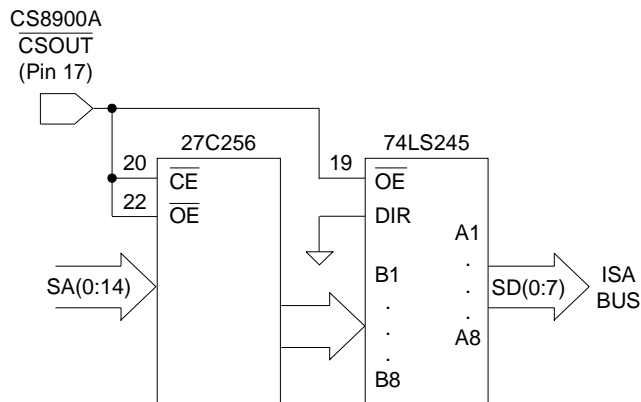 CS8900A
CSOUT
(Pin 17)
27C256
74LS245
20
CE
19
OE
22
OE
DIR
A1
.
.
.
A8
SA(0:14)
B1
.
.
.
B8
SD(0:7)
ISA
BUS